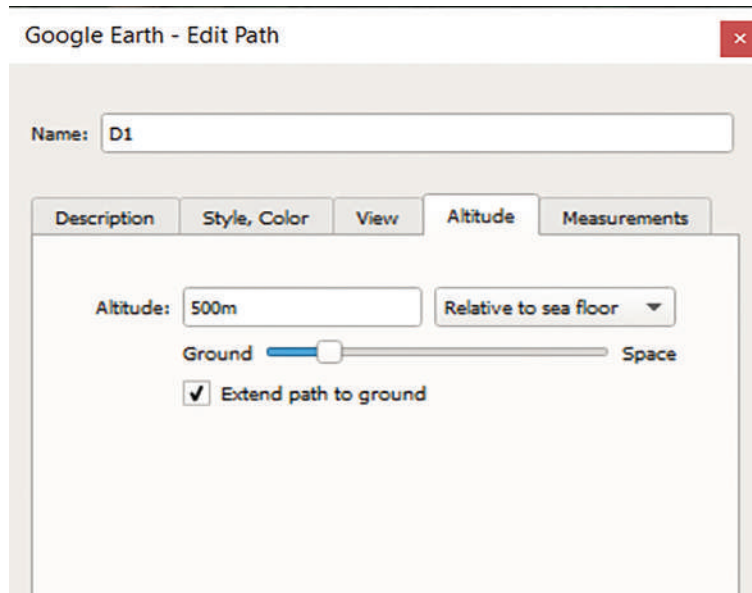 Google Earth - Edit Path
Name: D1
Description Style, Color View Altitude Measurements
Altitude: 500m Relative to sea floor
Ground Space
Extend path to ground